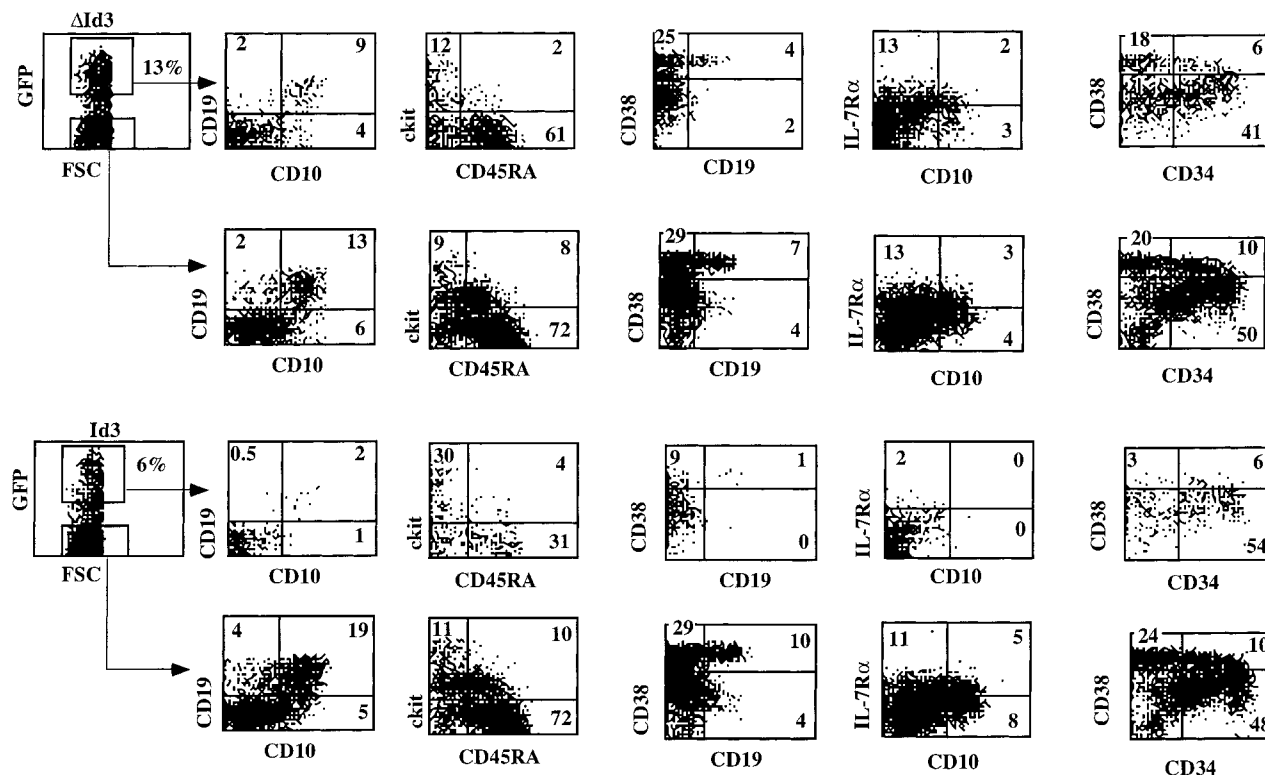 ΔId3
GFP
FSC
13%
2 9
4
CD19
CD10
12 2
61
ckit
CD45RA
25 4
2
CD38
CD19
13 2
3
IL-7Rα
CD10
18 6
41
CD38
CD34
2 13
6
CD19
CD10
9 8
72
ckit
CD45RA
29 7
4
CD38
CD19
13 3
4
IL-7Rα
CD10
20 10
50
CD38
CD34
Id3
GFP
FSC
6%
0.5 2
1
CD19
CD10
30 4
31
ckit
CD45RA
9 1
0
CD38
CD19
2 0
0
IL-7Rα
CD10
3 6
54
CD38
CD34
4 19
5
CD19
CD10
11 10
72
ckit
CD45RA
29 10
4
CD38
CD19
11 5
8
IL-7Rα
CD10
24 10
48
CD38
CD34